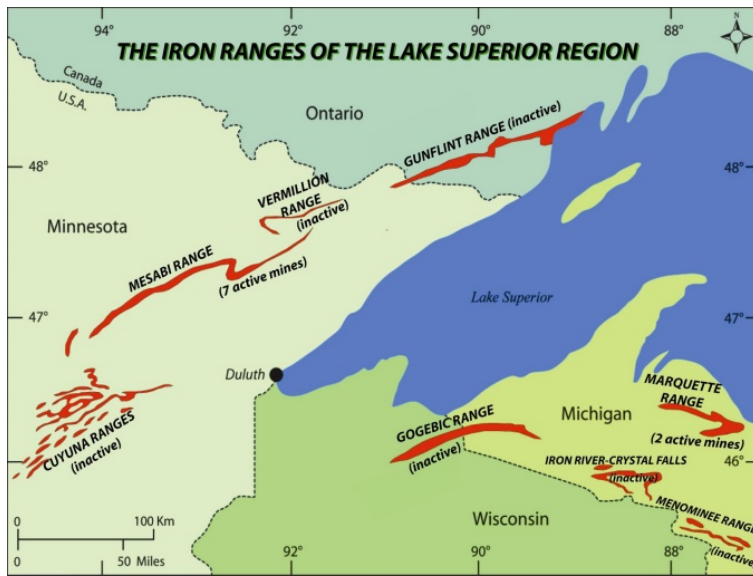 94°
92°
90°
88°
THE IRON RANGES OF THE LAKE SUPERIOR REGION
N
Canada
U.S.A.
Ontario
GUNFLINT RANGE (inactive)
48°
48°
VERMILLION
RANGE
(inactive)
Minnesota
MESABI RANGE
(7 active mines)
Lake Superior
47°
47°
Duluth
MARQUETTE
RANGE
(2 active mines)
Michigan
GOGEBIC RANGE
(inactive)
CUYUNA RANGES
(inactive)
46°
46°
IRON RIVER-CRYSTAL FALLS
(inactive)
MENOMINEE RANGE
(inactive)
Wisconsin
0
100 Km
0
50 Miles
92°
90°
88°